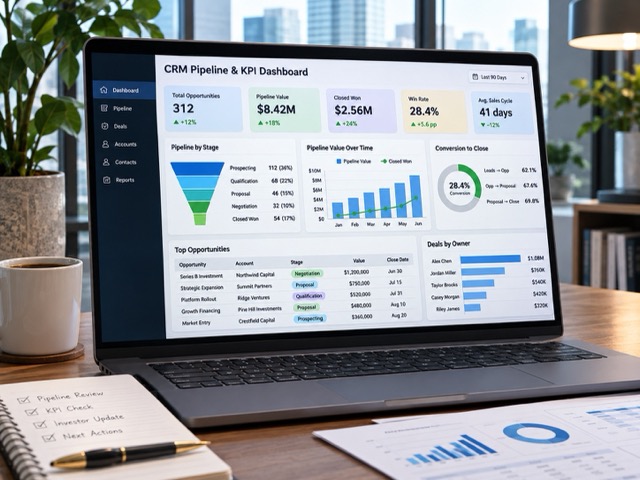 CRM Pipeline & KPI Dashboard
Last 90 Days
Dashboard
Pipeline
Deals
Accounts
Contacts
Reports
Total Opportunities
312
▲ +12%
Pipeline Value
$8.42M
▲ +18%
Closed Won
$2.56M
▲ +24%
Win Rate
28.4%
▲ +5.6 pp
Avg. Sales Cycle
41 days
▼ -12%
Pipeline by Stage
Prospecting 112 (36%)
Qualification 68 (22%)
Proposal 46 (15%)
Negotiation 32 (10%)
Closed Won 54 (17%)
Pipeline Value Over Time
Pipeline Value Closed Won
$10M
$8M
$6M
$4M
$2M
$0
Jan Feb Mar Apr May Jun
Conversion to Close
28.4%
Conversion
Leads → Opp 62.1%
Opp → Proposal 67.6%
Proposal → Close 69.8%
Top Opportunities
Opportunity Account Stage Value Close Date
Series B Investment Northwind Capital Negotiation $1,200,000 Jun 30
Strategic Expansion Summit Partners Proposal $750,000 Jul 15
Platform Rollout Ridge Ventures Qualification $520,000 Jul 31
Growth Financing Pine Hill Investments Proposal $480,000 Aug 10
Market Entry Crestfield Capital Prospecting $360,000 Aug 20
Deals by Owner
Alex Chen $1.08M
Jordan Miller $760K
Taylor Brooks $540K
Casey Morgan $420K
Riley James $320K
Pipeline Review
KPI Check
Investor Update
Next Actions